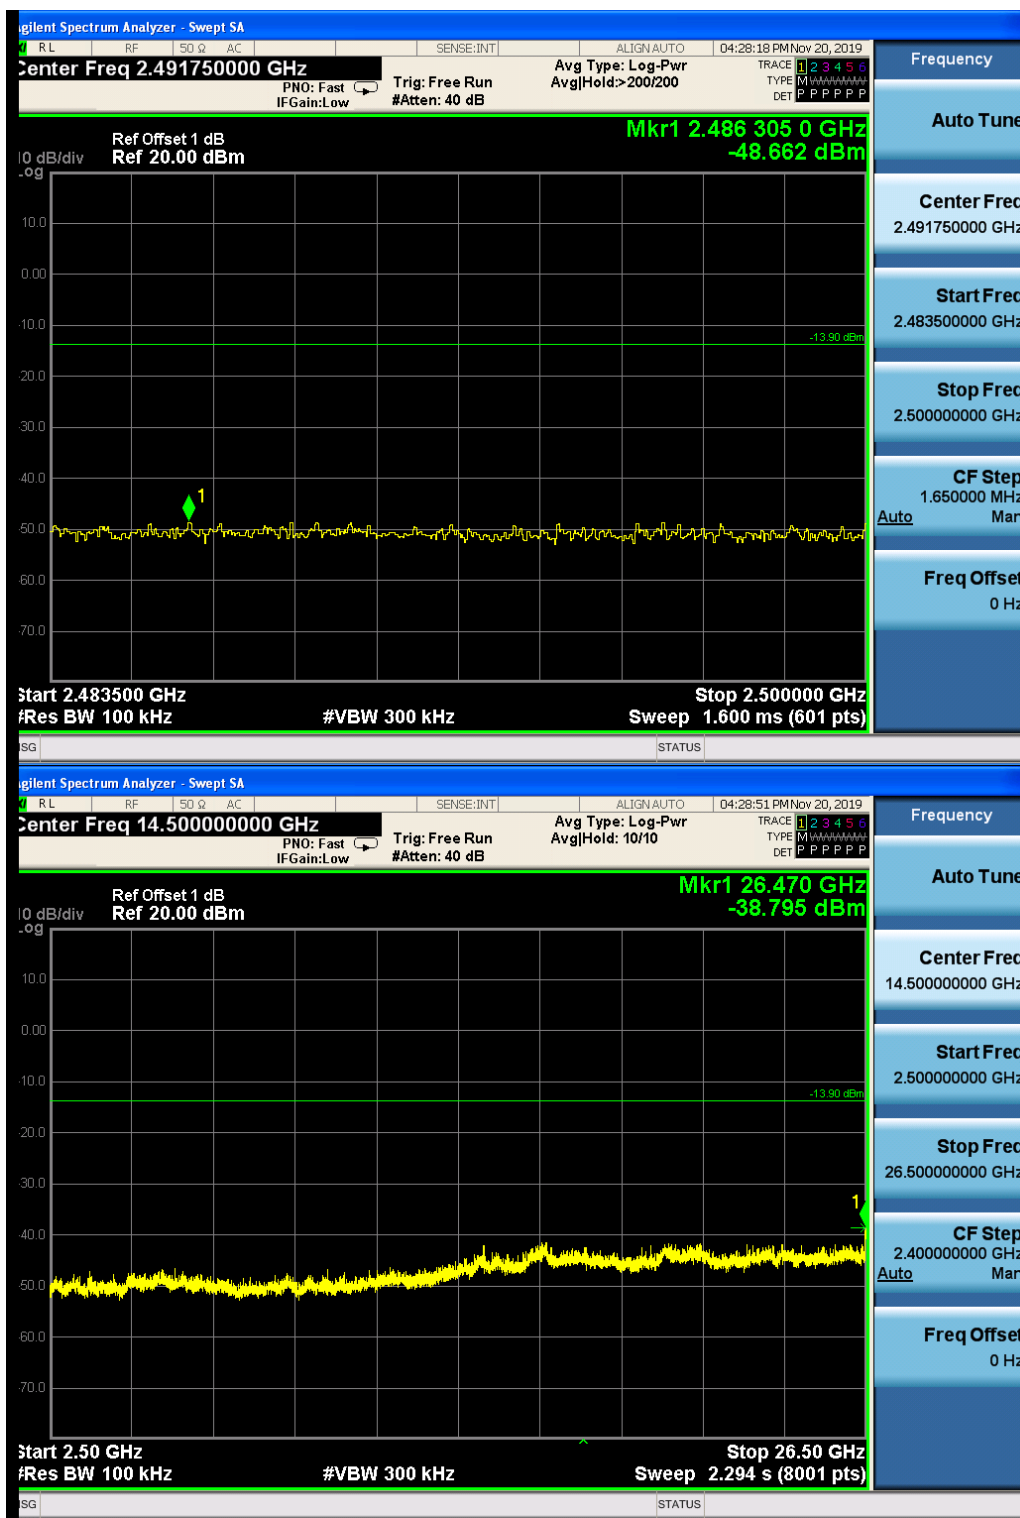 gilent Spectrum Analyzer - Swept SA
RL RF 50 Ω AC SENSE:INT ALIGN AUTO 04:28:18 PM Nov 20, 2019
Center Freq 2.491750000 GHz
PNO: Fast
IFGain:Low
Trig: Free Run
#Atten: 40 dB
Avg Type: Log-Pwr
Avg|Hold:>200/200
TRACE 1 2 3 4 5 6
TYPE M WWWWW
DET P P P P P P
Frequency
Ref Offset 1 dB
10 dB/div Ref 20.00 dBm
Log
Mkr1 2.486 305 0 GHz
-48.662 dBm
10.0
0.00
-10.0
-13.90 dBm
-20.0
-30.0
-40.0
1
-50.0
-60.0
-70.0
Start 2.483500 GHz Stop 2.500000 GHz
#Res BW 100 kHz #VBW 300 kHz Sweep 1.600 ms (601 pts)
SG STATUS
Auto Tune
Center Freq
2.491750000 GHz
Start Freq
2.483500000 GHz
Stop Freq
2.500000000 GHz
CF Step
1.650000 MHz
Auto Man
Freq Offset
0 Hz
gilent Spectrum Analyzer - Swept SA
RL RF 50 Ω AC SENSE:INT ALIGN AUTO 04:28:51 PM Nov 20, 2019
Center Freq 14.500000000 GHz
PNO: Fast
IFGain:Low
Trig: Free Run
#Atten: 40 dB
Avg Type: Log-Pwr
Avg|Hold: 10/10
TRACE 1 2 3 4 5 6
TYPE M WWWWW
DET P P P P P P
Frequency
Ref Offset 1 dB
10 dB/div Ref 20.00 dBm
Log
Mkr1 26.470 GHz
-38.795 dBm
10.0
0.00
-10.0
-13.90 dBm
-20.0
-30.0
1
-40.0
-50.0
-60.0
-70.0
Start 2.50 GHz Stop 26.50 GHz
#Res BW 100 kHz #VBW 300 kHz Sweep 2.294 s (8001 pts)
SG STATUS
Auto Tune
Center Freq
14.500000000 GHz
Start Freq
2.500000000 GHz
Stop Freq
26.500000000 GHz
CF Step
2.400000000 GHz
Auto Man
Freq Offset
0 Hz